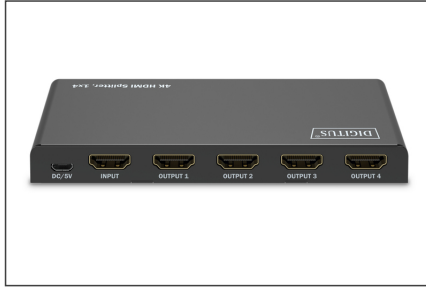 4K HDMI Splitter, 1x4
DIGITUS®
DC/5V INPUT OUTPUT 1 OUTPUT 2 OUTPUT 3 OUTPUT 4